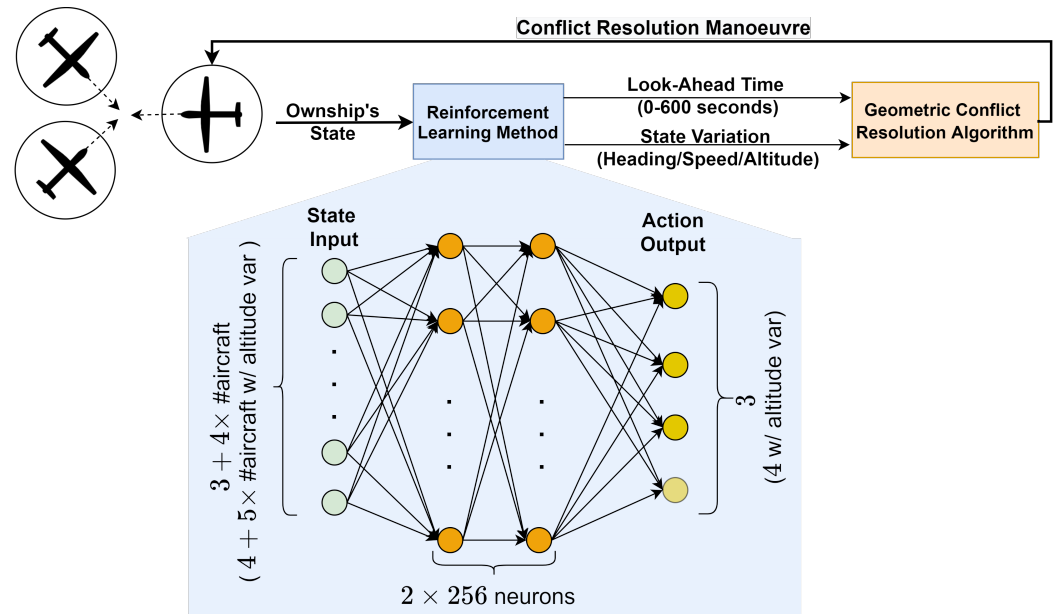 Conflict Resolution Manoeuvre
Ownship's
State
Reinforcement
Learning Method
Look-Ahead Time
(0-600 seconds)
State Variation
(Heading/Speed/Altitude)
Geometric Conflict
Resolution Algorithm
State
Input
Action
Output
3 + 4× #aircraft
( 4 + 5× #aircraft w/ altitude var )
3
(4 w/ altitude var)
2 × 256 neurons